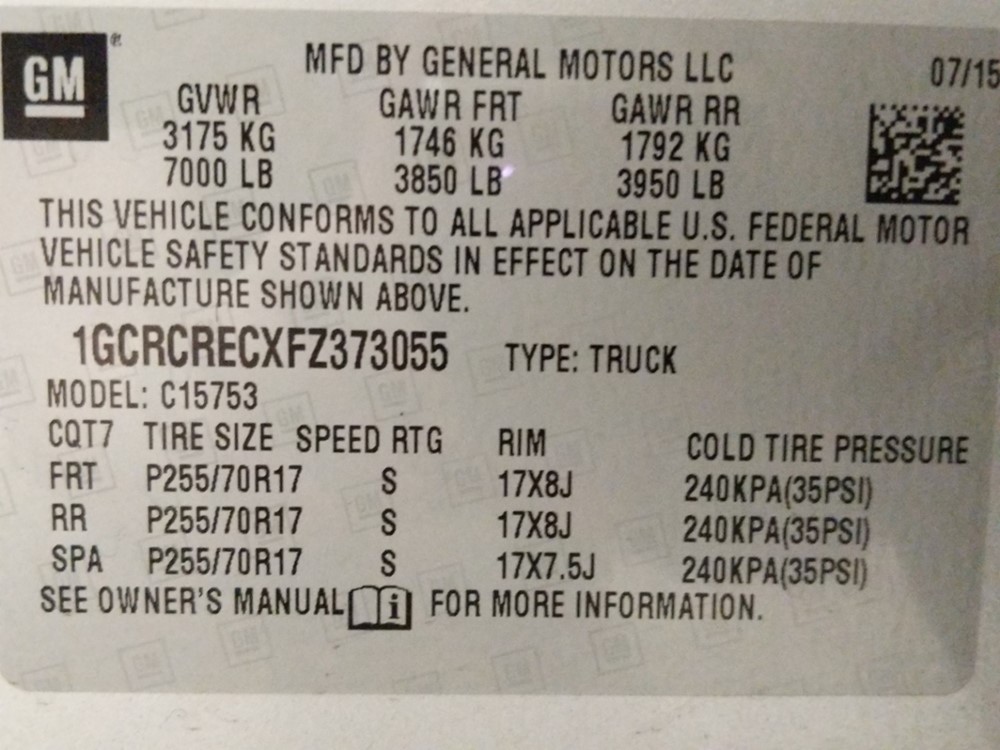 GM ®
MFD BY GENERAL MOTORS LLC 07/15
GVWR GAWR FRT GAWR RR
3175 KG 1746 KG 1792 KG
7000 LB 3850 LB 3950 LB
THIS VEHICLE CONFORMS TO ALL APPLICABLE U.S. FEDERAL MOTOR
VEHICLE SAFETY STANDARDS IN EFFECT ON THE DATE OF
MANUFACTURE SHOWN ABOVE.
1GCRCRECXFZ373055 TYPE: TRUCK
MODEL: C15753
CQT7 TIRE SIZE SPEED RTG RIM COLD TIRE PRESSURE
FRT P255/70R17 S 17X8J 240KPA(35PSI)
RR P255/70R17 S 17X8J 240KPA(35PSI)
SPA P255/70R17 S 17X7.5J 240KPA(35PSI)
SEE OWNER'S MANUAL i FOR MORE INFORMATION.